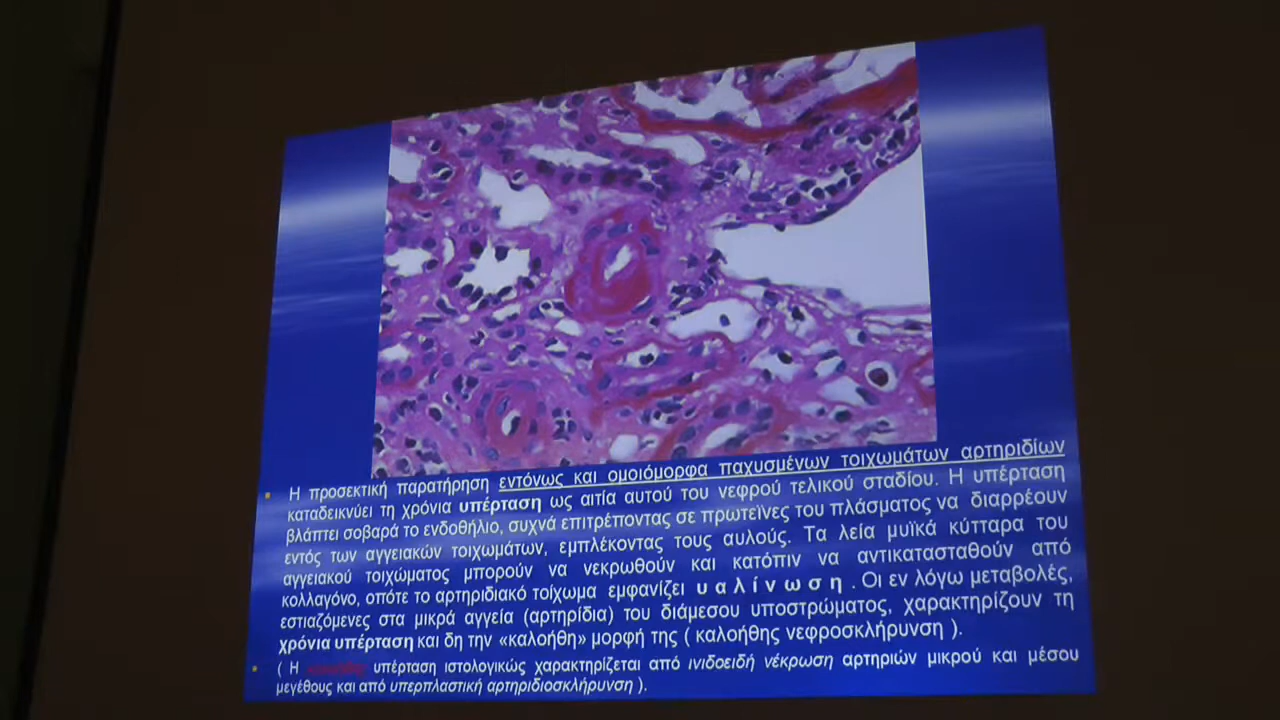 Η προσεκτική παρατήρηση εντόνως και ομοιόμορφα παχυσμένων τοιχωμάτων αρτηριδίων
καταδεικνύει τη χρόνια υπέρταση ως αιτία αυτού του νεφρού τελικού σταδίου. Η υπέρταση
βλάπτει σοβαρά το ενδοθήλιο, συχνά επιτρέποντας σε πρωτεϊνες του πλάσματος να διαρρέουν
εντός των αγγειακών τοιχωμάτων, εμπλέκοντας τους αυλούς. Τα λεία μυϊκά κύτταρα του
αγγειακού τοιχώματος μπορούν να νεκρωθούν και κατόπιν να αντικατασταθούν από
κολλαγόνο, οπότε το αρτηριδιακό τοίχωμα εμφανίζει υαλίνωση . Οι εν λόγω μεταβολές,
εστιαζόμενες στα μικρά αγγεία (αρτηρίδια) του διάμεσου υποστρώματος, χαρακτηρίζουν τη
χρόνια υπέρταση και δη την «καλοήθη» μορφή της ( καλοήθης νεφροσκλήρυνση ).
( Η υπέρταση ιστολογικώς χαρακτηρίζεται από ινιδοειδή νέκρωση αρτηριών μικρού και μέσου
μεγέθους και από υπερπλαστική αρτηριδιοσκλήρυνση ).